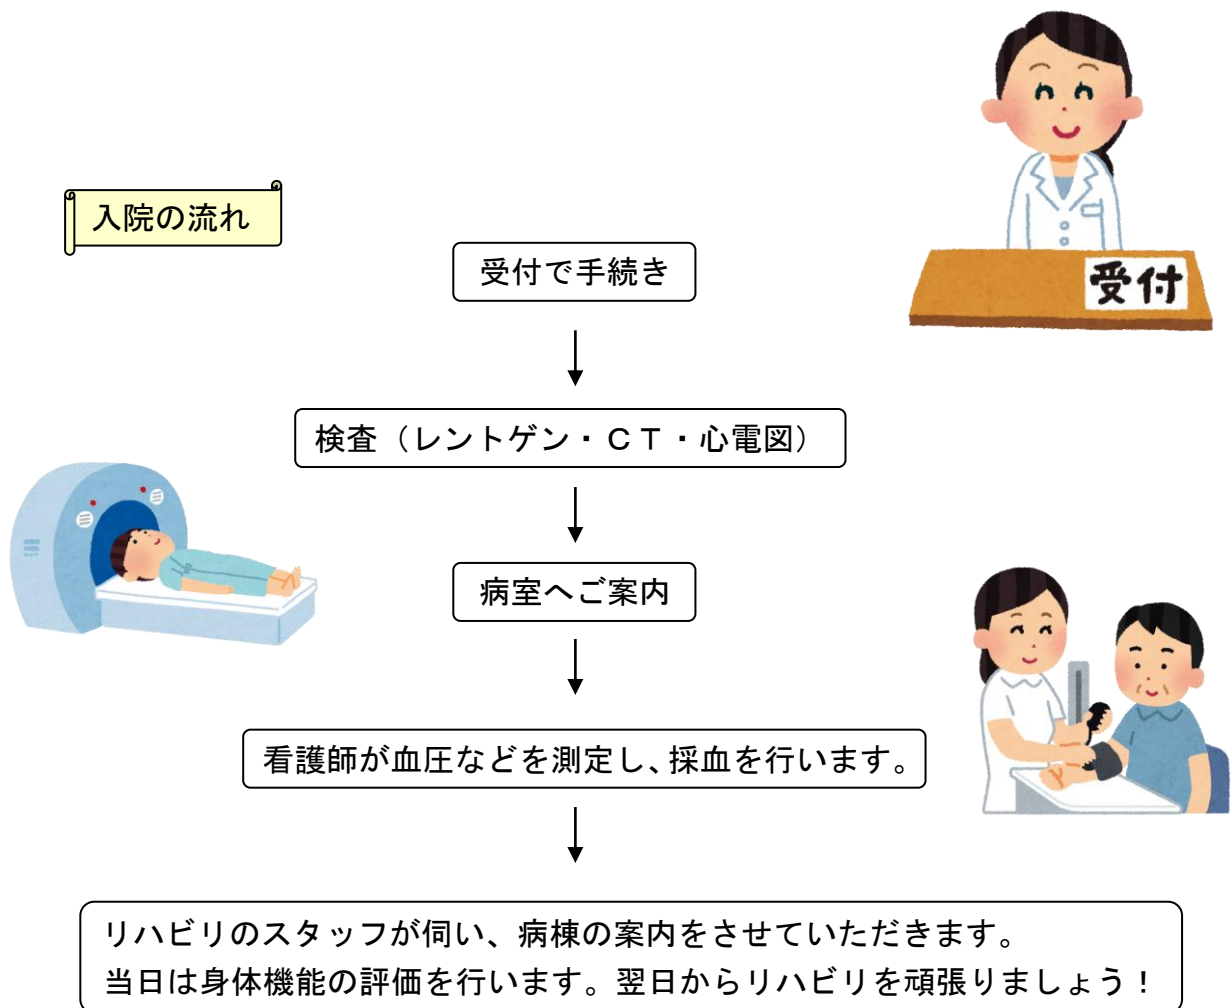 受付
入院の流れ
受付で手続き
検査（レントゲン・ＣＴ・心電図）
病室へご案内
看護師が血圧などを測定し、採血を行います。
リハビリのスタッフが伺い、病棟の案内をさせていただきます。
当日は身体機能の評価を行います。翌日からリハビリを頑張りましょう！